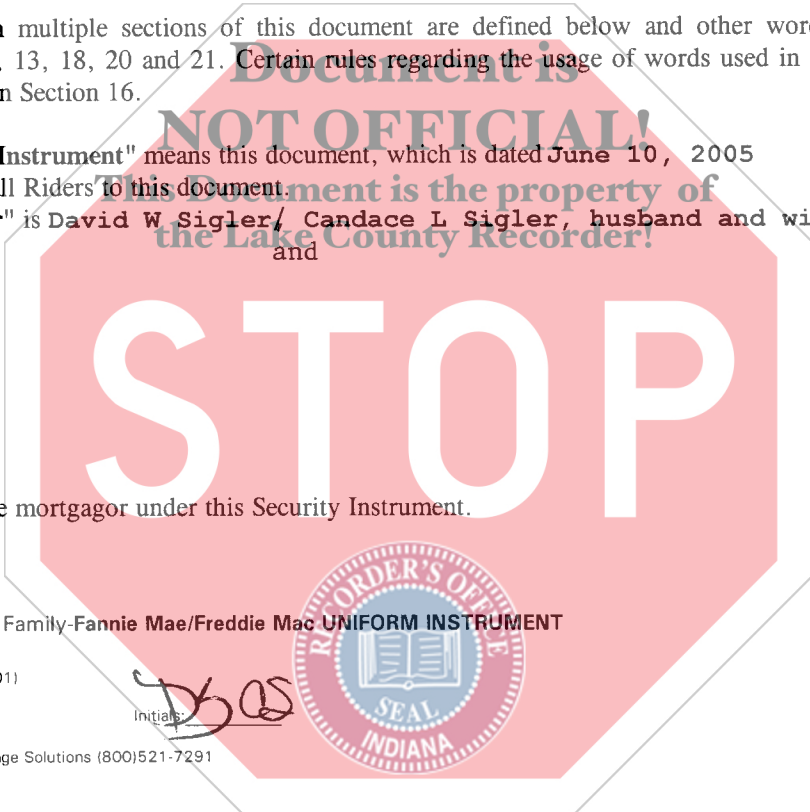 multiple sections of this document are defined below and other wor
13, 18, 20 and 21. Certain rules regarding the usage of words used in
n Section 16.
Document is
NOT OFFICIAL!
This Document is the property of
the Lake County Recorder!
Instrument" means this document, which is dated June 10, 2005
ll Riders to this document.
" is David W Sigler/ Candace L Sigler, husband and wi
and
STOP
e mortgagor under this Security Instrument.
Family-Fannie Mae/Freddie Mac UNIFORM INSTRUMENT
01)
Initials:
ge Solutions (800)521-7291
RECORDER'S OFFICE
SEAL
INDIANA